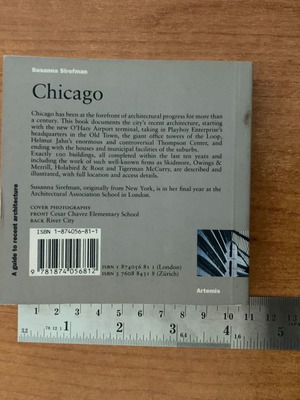 Susanna Sirefman
Chicago
Chicago has been at the forefront of architectural progress for more
than a century. This book documents the city's recent architecture, starting
with the new O'Hare Airport terminal, taking in Playboy Enterprise's
headquarters in the Old Town, the giant office towers of the Loop,
Helmut Jahn's enormous and controversial Thompson Center, and
ending with the houses and municipal facilities of the suburbs.
Exactly 100 buildings, all completed within the last ten years and
including the work of such well-known firms as Skidmore, Owings &
Merrill, Holabird & Root and Tigerman McCurry, are described and
illustrated, with full location and access details.
Susanna Sirefman, originally from New York, is in her final year at the
Architectural Association School in London.
COVER PHOTOGRAPHS
FRONT Cesar Chavez Elementary School
BACK River City
ISBN 1-874056-81-1
9 781874 056812
ISBN 1 874056 81 1 (London)
ISBN 3 7608 8431 8 (Zürich)
A guide to recent architecture
Artemis
1 2 3 4 5